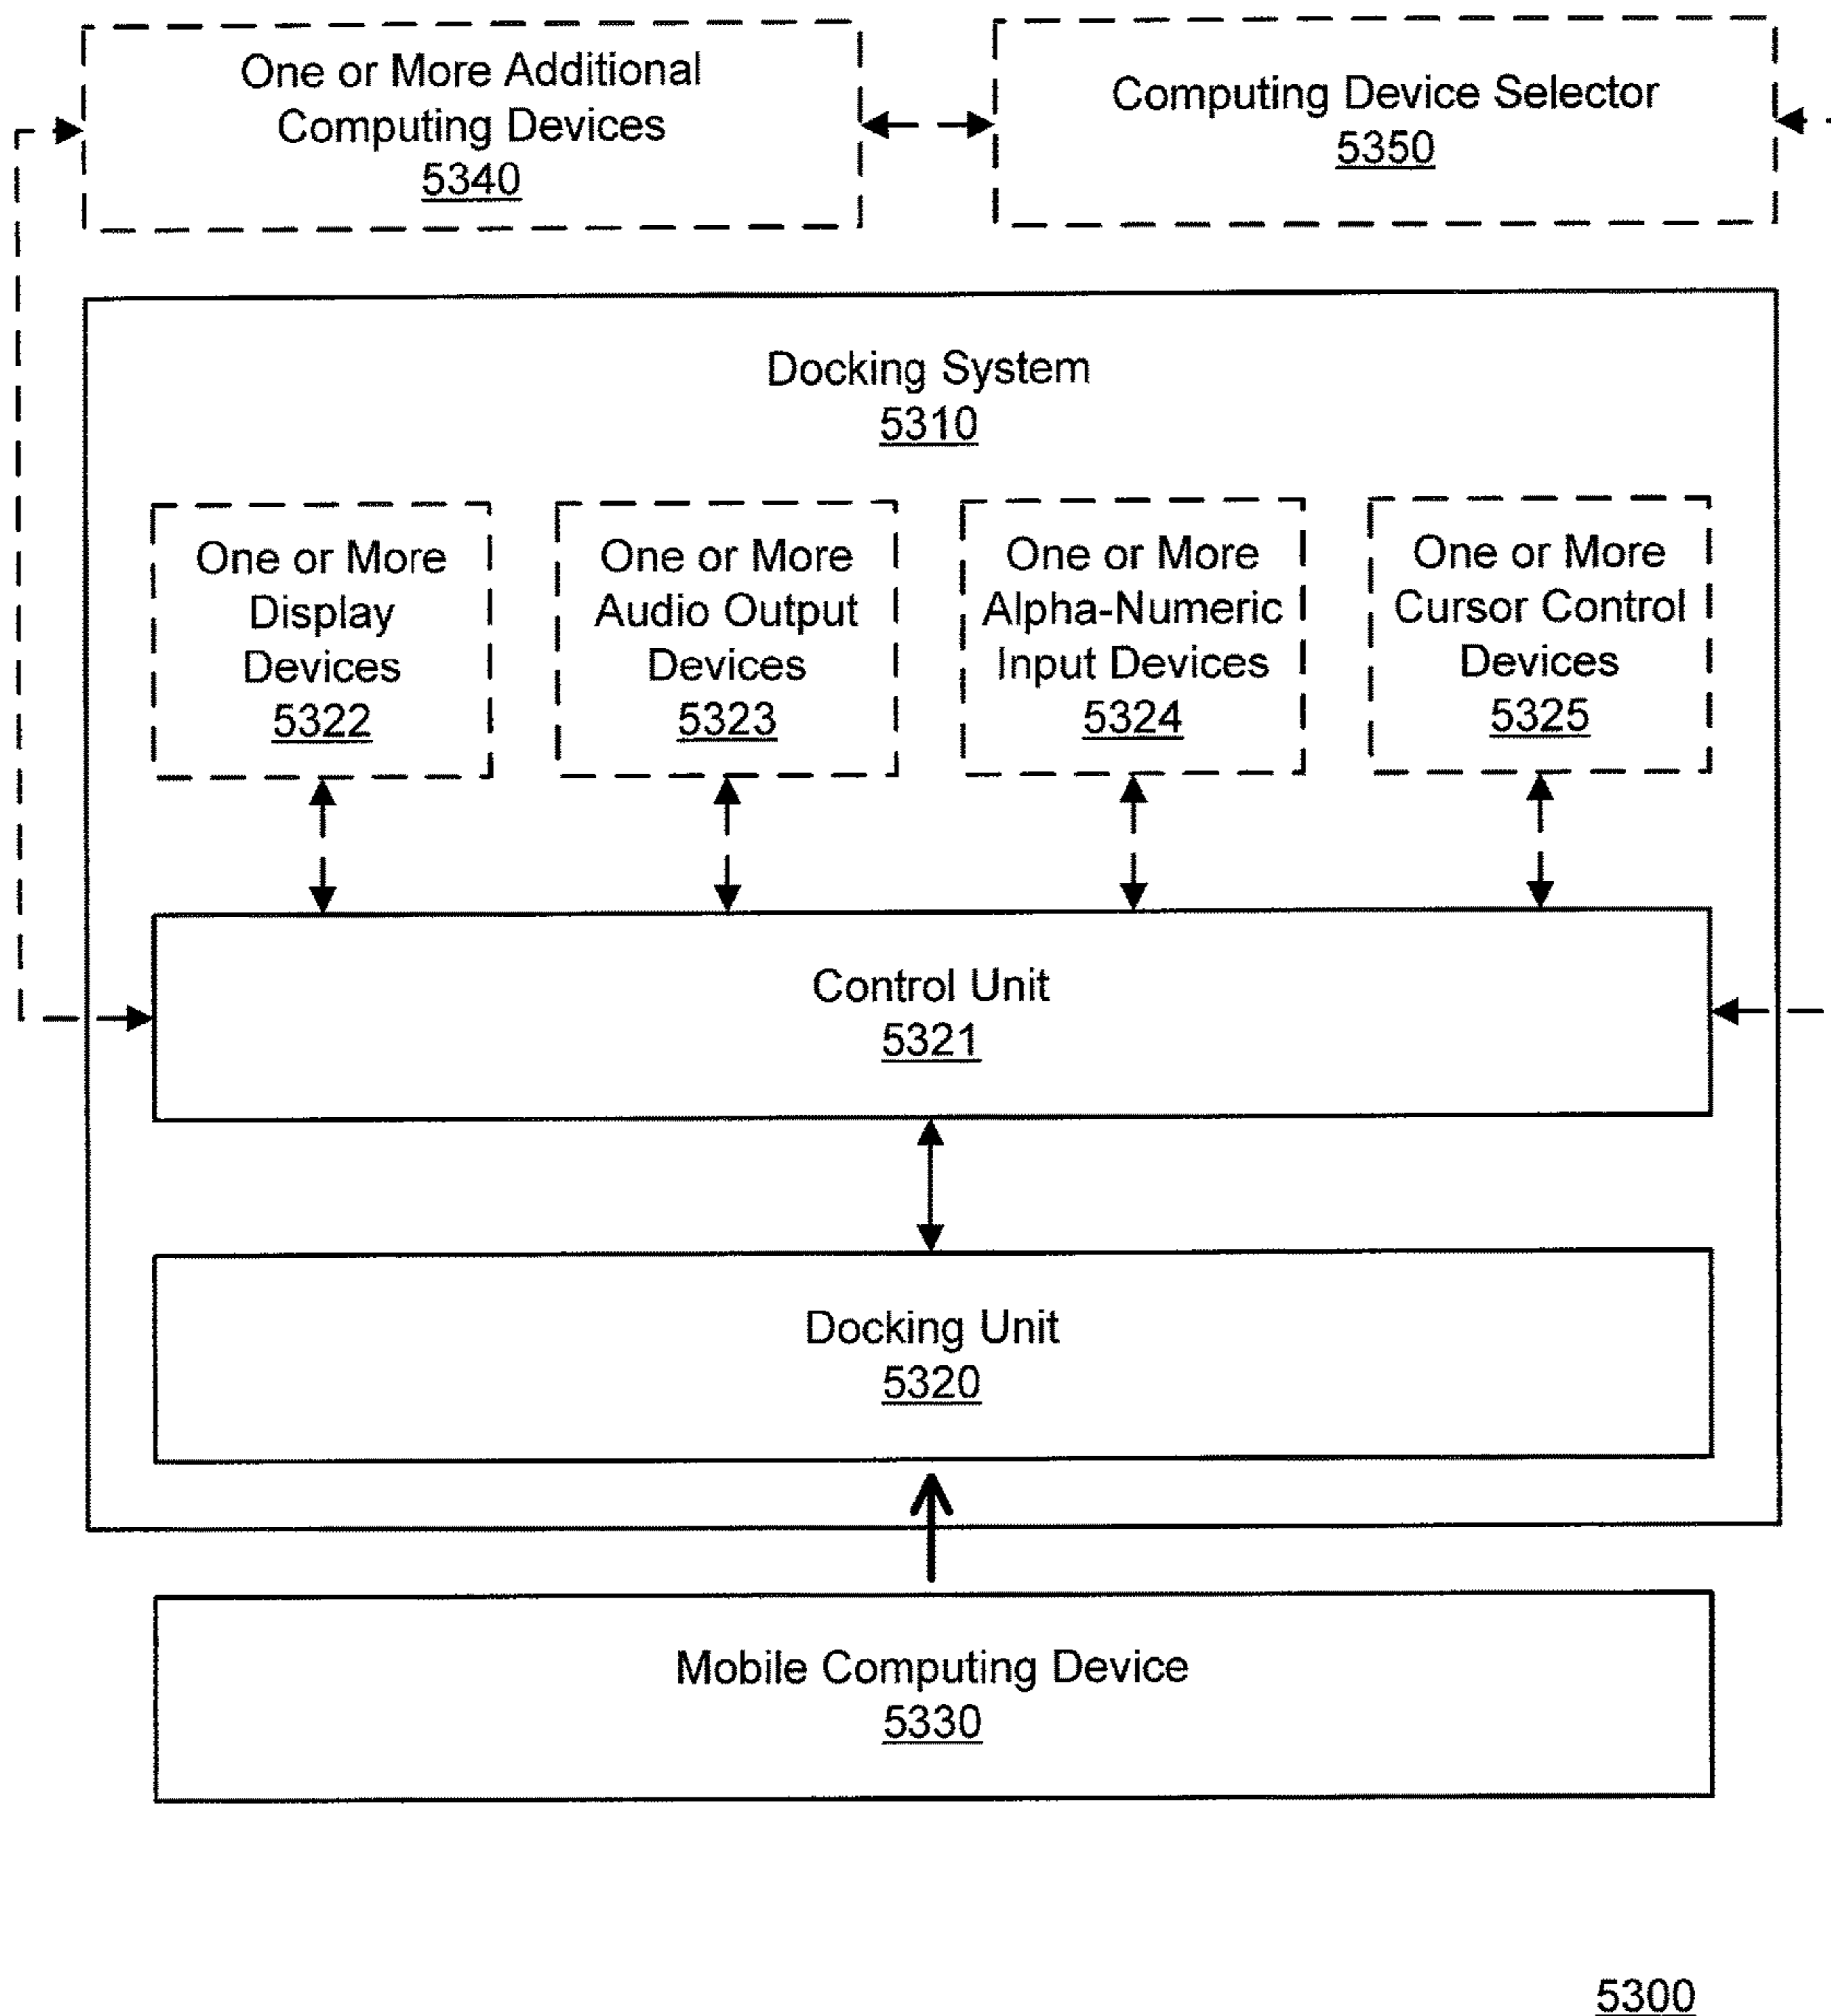 One or More Additional
Computing Devices
5340
Computing Device Selector
5350
Docking System
5310
One or More
Display
Devices
5322
One or More
Audio Output
Devices
5323
One or More
Alpha-Numeric
Input Devices
5324
One or More
Cursor Control
Devices
5325
Control Unit
5321
Docking Unit
5320
Mobile Computing Device
5330
5300